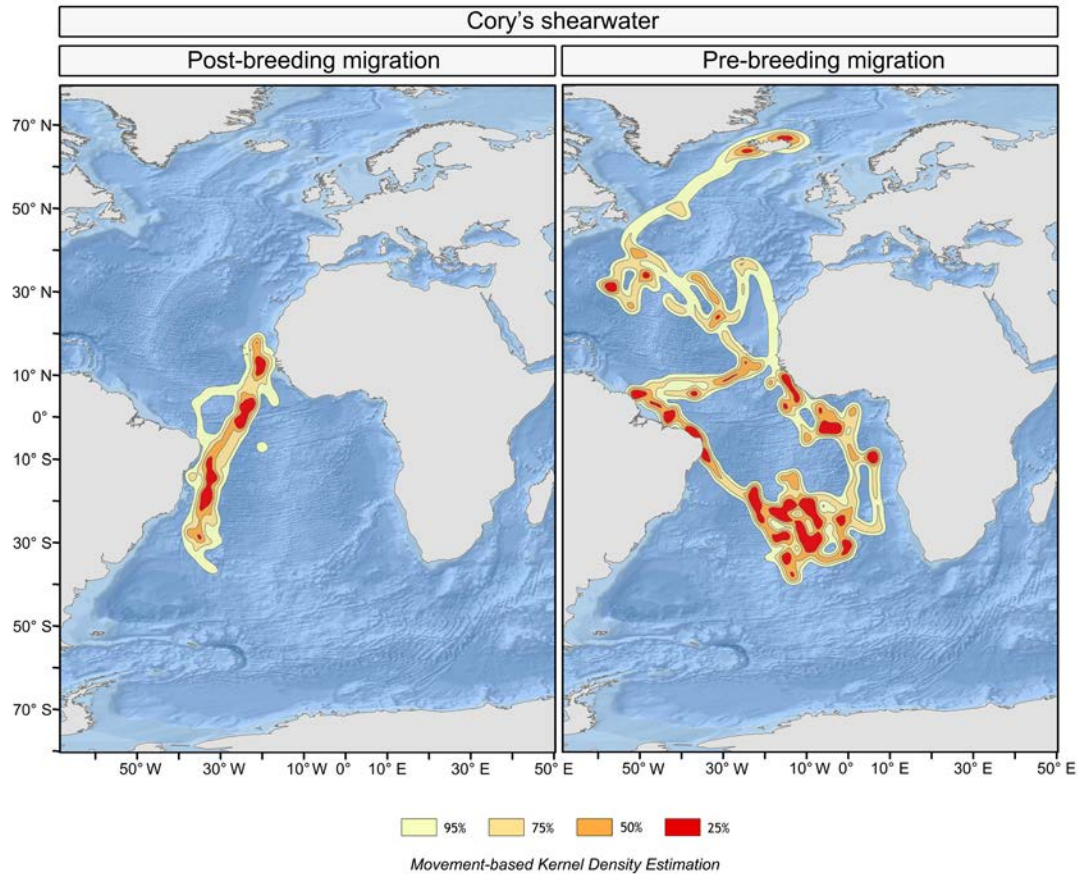 Cory's shearwater
Post-breeding migration
Pre-breeding migration
70° N
50° N
30° N
10° N
0°
10° S
30° S
50° S
70° S
50° W 30° W 10° W 0° 10° E 30° E 50° E 50° W 30° W 10° W 0° 10° E 30° E 50° E
95% 75% 50% 25%
Movement-based Kernel Density Estimation